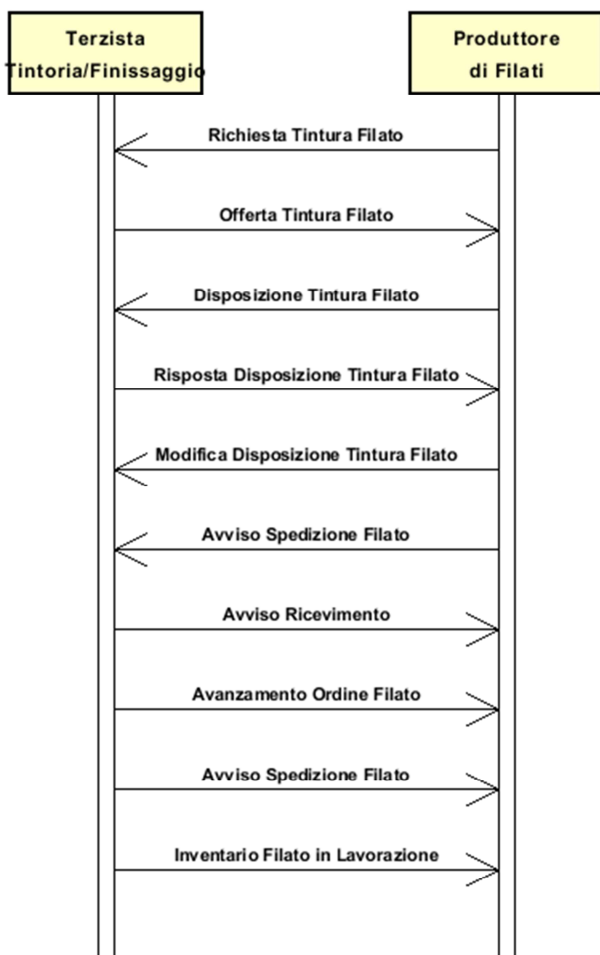 Terzista
Tintoria/Finissaggio
Produttore
di Filati
Richiesta Tintura Filato
Offerta Tintura Filato
Disposizione Tintura Filato
Risposta Disposizione Tintura Filato
Modifica Disposizione Tintura Filato
Avviso Spedizione Filato
Avviso Ricevimento
Avanzamento Ordine Filato
Avviso Spedizione Filato
Inventario Filato in Lavorazione